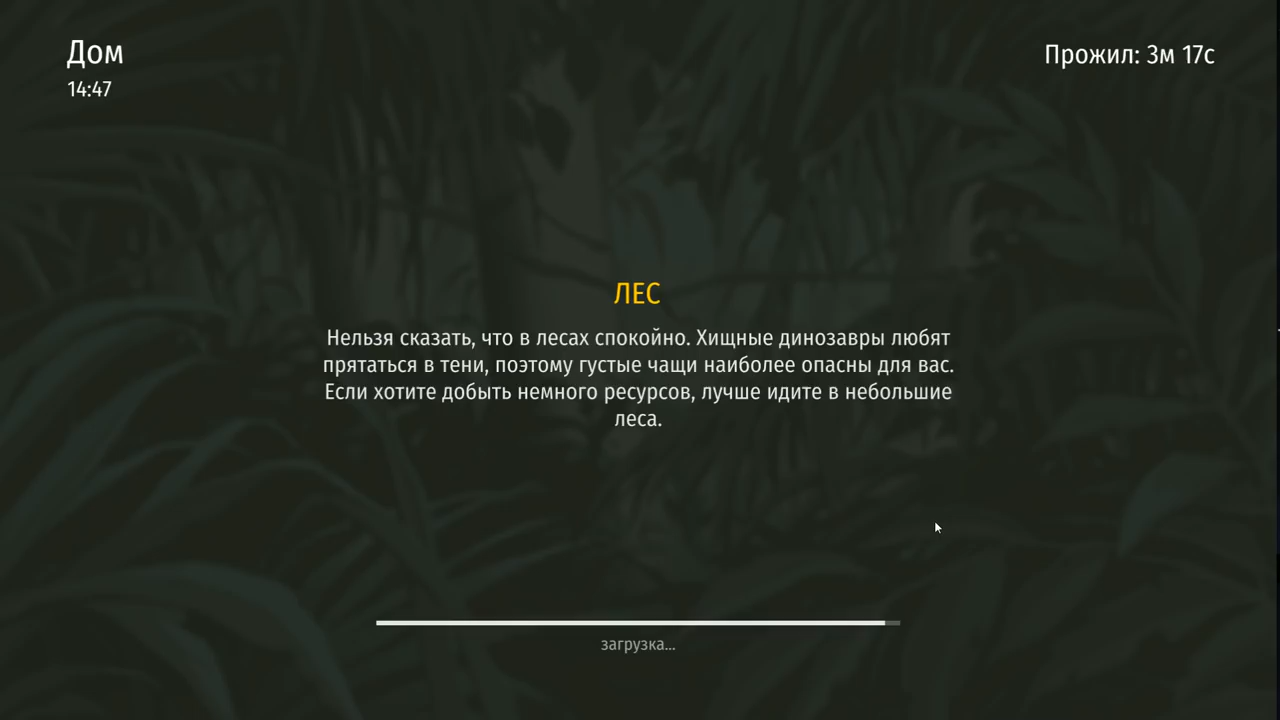 Дом
14:47
Прожил: 3м 17с
ЛЕС
Нельзя сказать, что в лесах спокойно. Хищные динозавры любят
прятаться в тени, поэтому густые чащи наиболее опасны для вас.
Если хотите добыть немного ресурсов, лучше идите в небольшие
леса.
загрузка...